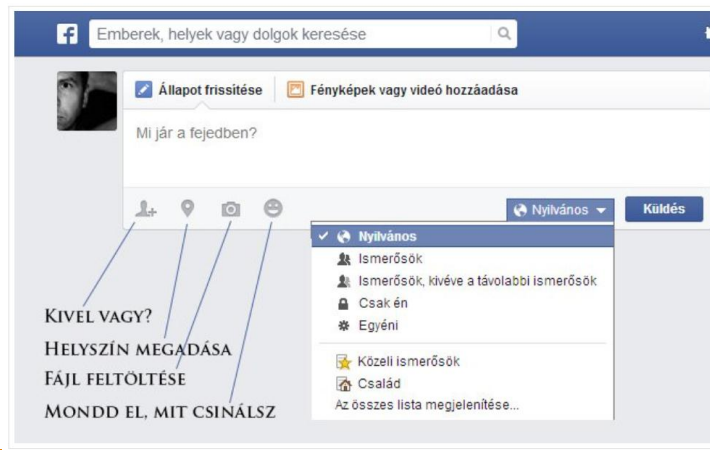 f
Emberek, helyek vagy dolgok keresése
Állapot frissítése
Fényképek vagy videó hozzáadása
Mi jár a fejedben?
Nyilvános
Küldés
Nyilvános
Ismerősök
Ismerősök, kivéve a távolabbi ismerősök
Csak én
Egyéni
Közeli ismerősök
Család
Az összes lista megjelenítése...
KIVEL VAGY?
HELYSZÍN MEGADÁSA
FÁJL FELTÖLTÉSE
MONDD EL, MIT CSINÁLSZ